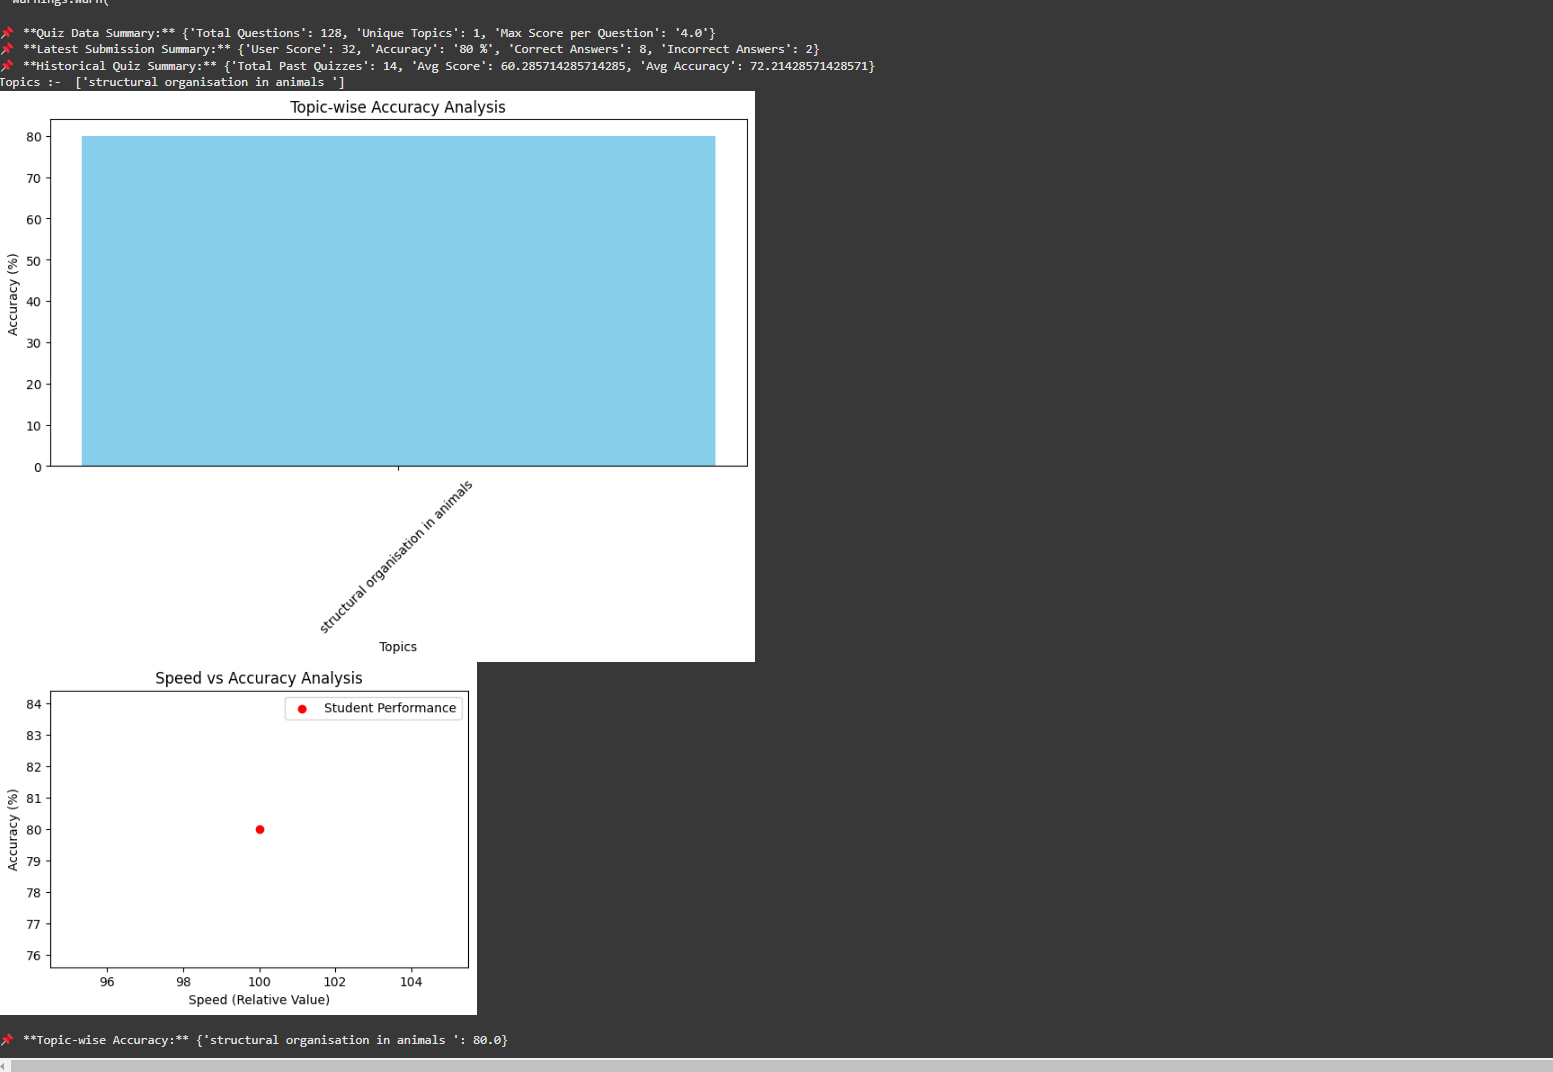 warnings.warn(
📌 **Quiz Data Summary:** {'Total Questions': 128, 'Unique Topics': 1, 'Max Score per Question': '4.0'}
📌 **Latest Submission Summary:** {'User Score': 32, 'Accuracy': '80 %', 'Correct Answers': 8, 'Incorrect Answers': 2}
📌 **Historical Quiz Summary:** {'Total Past Quizzes': 14, 'Avg Score': 60.285714285714285, 'Avg Accuracy': 72.21428571428571}
Topics :-  ['structural organisation in animals ']
Topic-wise Accuracy Analysis
80
70
60
50
40
30
20
10
0
Accuracy (%)
structural organisation in animals
Topics
Speed vs Accuracy Analysis
Student Performance
84
83
82
81
80
79
78
77
76
Accuracy (%)
96 98 100 102 104
Speed (Relative Value)
📌 **Topic-wise Accuracy:** {'structural organisation in animals ': 80.0}